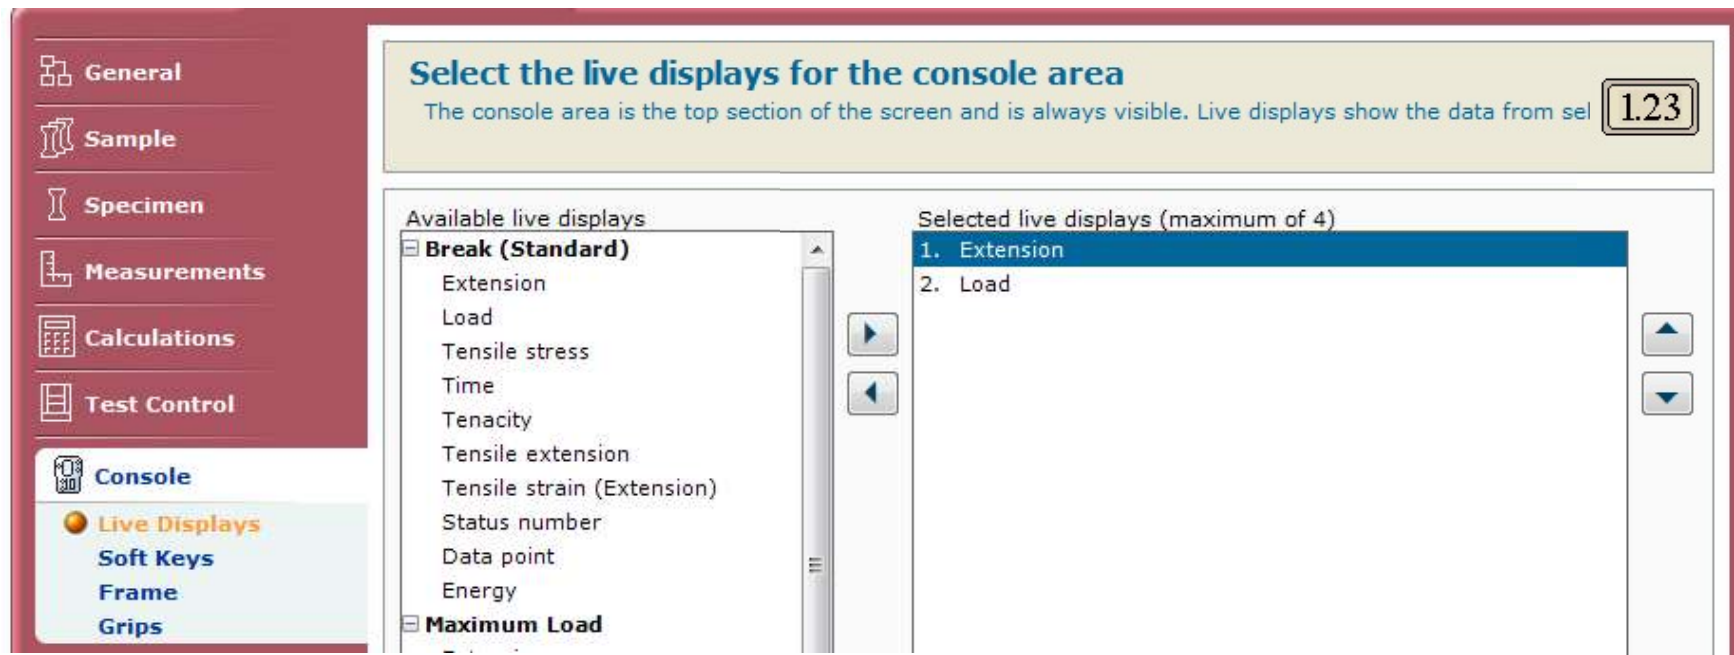 General
Sample
Specimen
Measurements
Calculations
Test Control
Console
Live Displays
Soft Keys
Frame
Grips
Select the live displays for the console area
The console area is the top section of the screen and is always visible. Live displays show the data from sel
1.23
Available live displays
Break (Standard)
Extension
Load
Tensile stress
Time
Tenacity
Tensile extension
Tensile strain (Extension)
Status number
Data point
Energy
Maximum Load
Selected live displays (maximum of 4)
1. Extension
2. Load